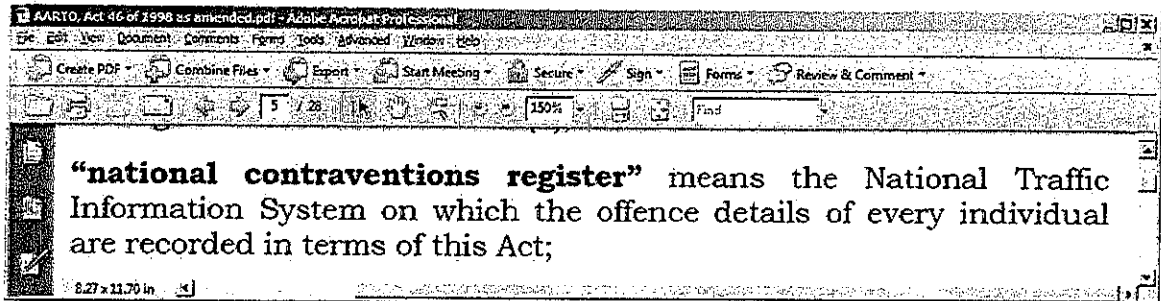 AARTO, Act 46 of 1998 as amended.pdf - Adobe Acrobat Professional
File Edit View Document Comments Forms Tools Advanced Window Help
Create PDF Combine Files Export Start Meeting Secure Sign Forms Review & Comment
5 / 28 150% Find
“national contraventions register” means the National Traffic
Information System on which the offence details of every individual
are recorded in terms of this Act;
8.27 x 11.70 in